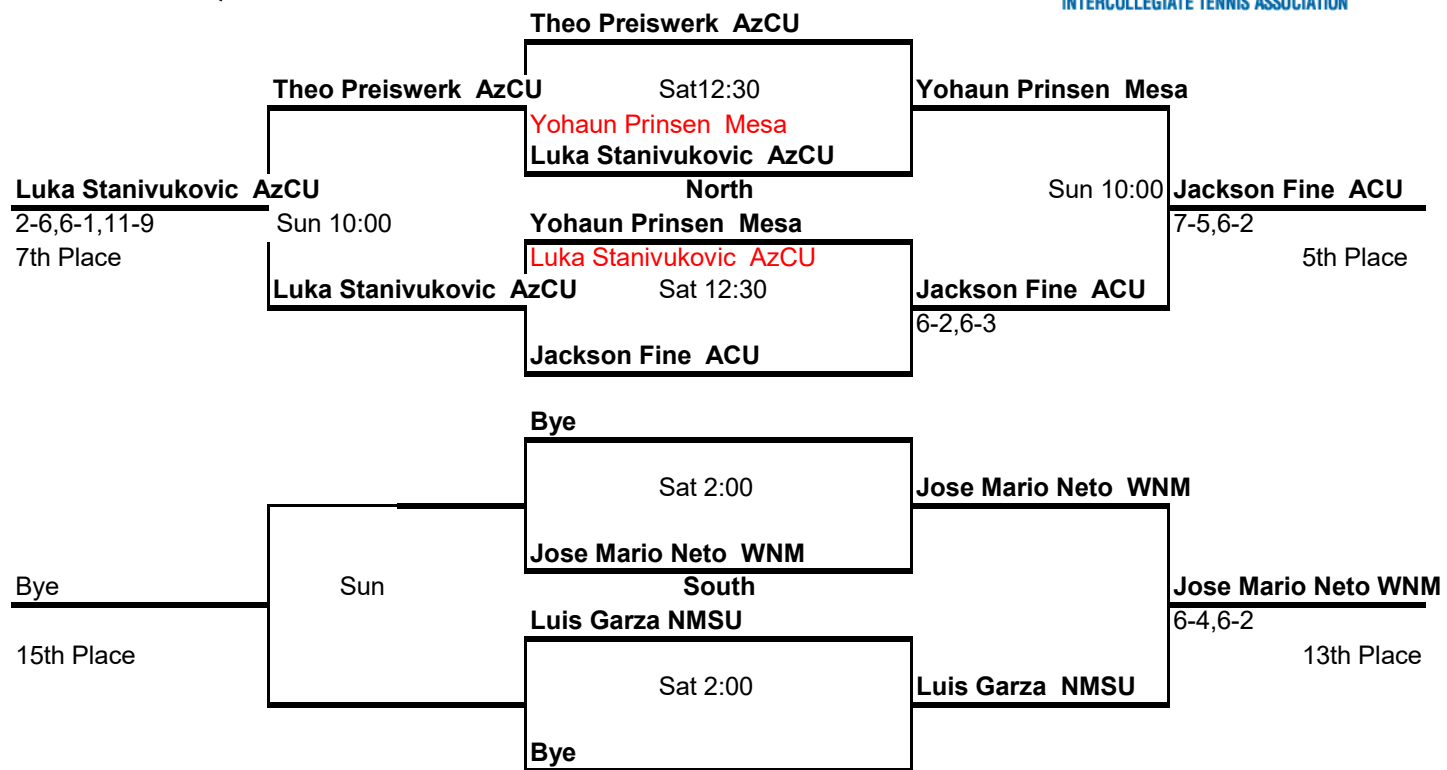 INTERCOLLEGIATE TENNIS ASSOCIATION
Theo Preiswerk AzCU
Theo Preiswerk AzCU Sat12:30 Yohaun Prinsen Mesa
Yohaun Prinsen Mesa
Luka Stanivukovic AzCU
Luka Stanivukovic AzCU North Sun 10:00 Jackson Fine ACU
2-6,6-1,11-9 Sun 10:00 Yohaun Prinsen Mesa 7-5,6-2
7th Place Luka Stanivukovic AzCU 5th Place
Luka Stanivukovic AzCU Sat 12:30 Jackson Fine ACU
6-2,6-3
Jackson Fine ACU
Bye
Sat 2:00 Jose Mario Neto WNM
Jose Mario Neto WNM
Bye Sun South Jose Mario Neto WNM
Luis Garza NMSU 6-4,6-2
15th Place 13th Place
Sat 2:00 Luis Garza NMSU
Bye